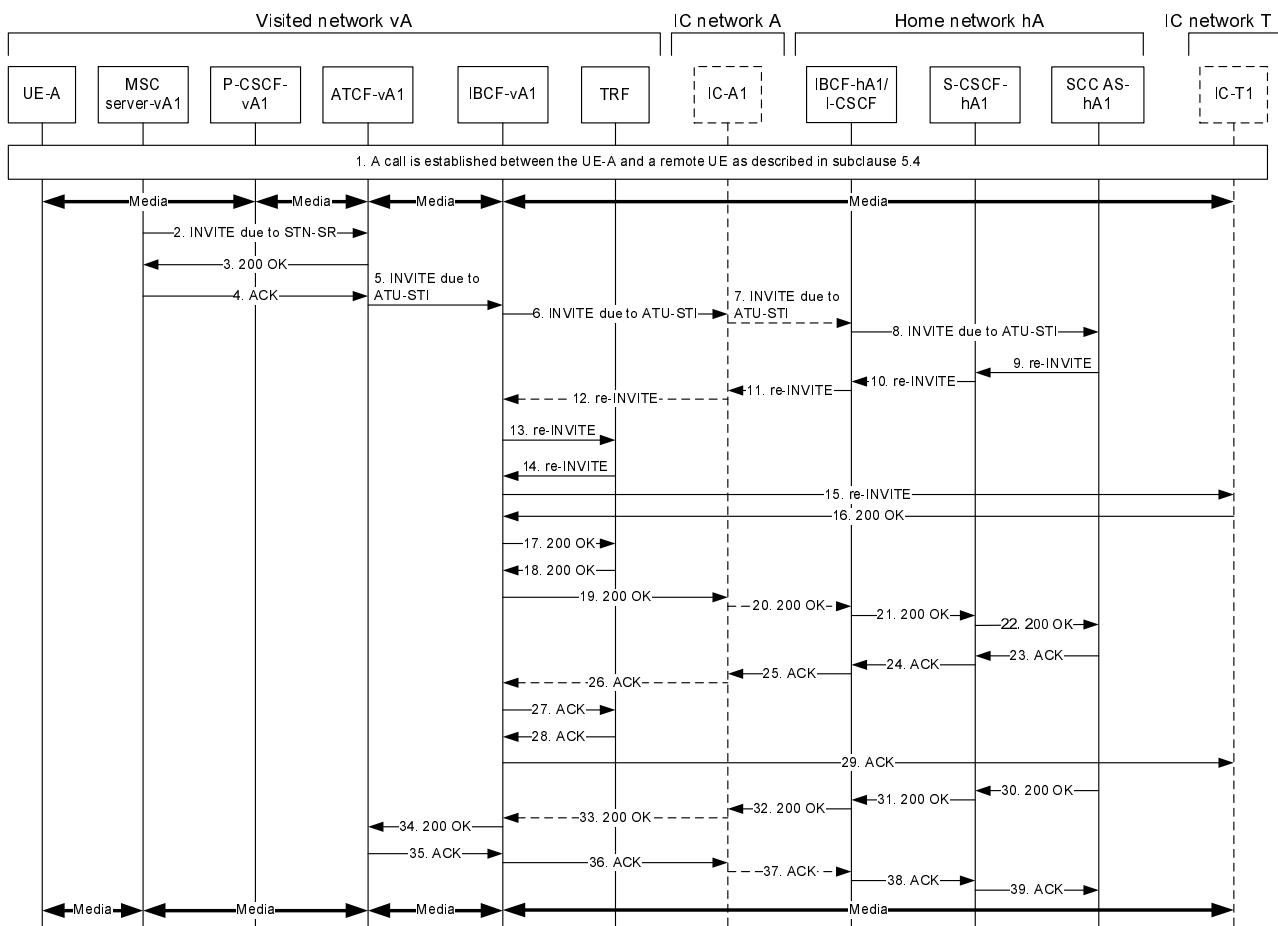 Visited network vA
IC network A
Home network hA
IC network T
UE-A
MSC
server-vA1
P-CSCF-
vA1
ATCF-vA1
IBCF-vA1
TRF
IC-A1
IBCF-hA1/
I-CSCF
S-CSCF-
hA1
SCC AS-
hA1
IC-T1
1. A call is established between the UE-A and a remote UE as described in subclause 5.4
Media
Media
Media
Media
2. INVITE due to STN-SR
3. 200 OK
4. ACK
5. INVITE due to
ATU-STI
6. INVITE due to ATU-STI
7. INVITE due to
ATU-STI
8. INVITE due to ATU-STI
9. re-INVITE
10. re-INVITE
11. re-INVITE
12. re-INVITE
13. re-INVITE
14. re-INVITE
15. re-INVITE
16. 200 OK
17. 200 OK
18. 200 OK
19. 200 OK
20. 200 OK
21. 200 OK
22. 200 OK
23. ACK
24. ACK
25. ACK
26. ACK
27. ACK
28. ACK
29. ACK
30. 200 OK
31. 200 OK
32. 200 OK
33. 200 OK
34. 200 OK
35. ACK
36. ACK
37. ACK
38. ACK
39. ACK
Media
Media
Media
Media